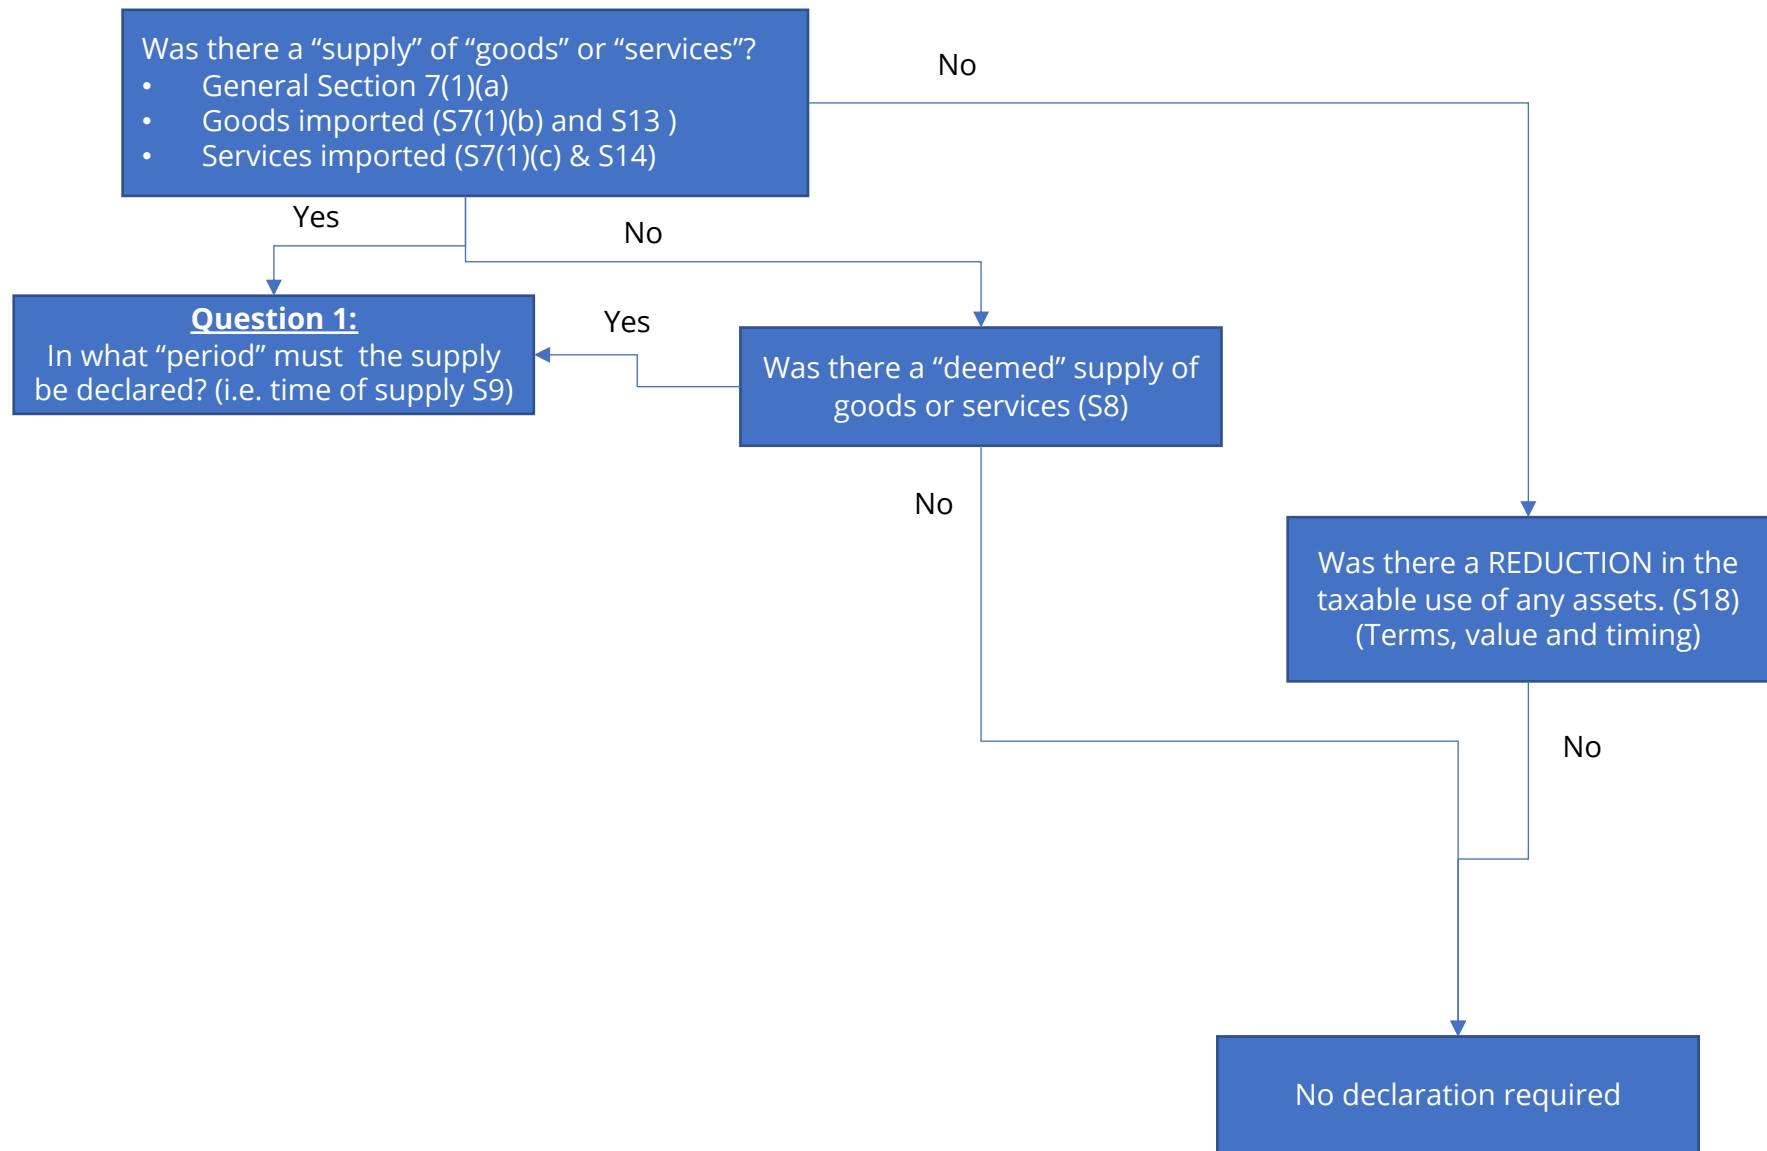 Was there a “supply” of “goods” or “services”?
• General Section 7(1)(a)
• Goods imported (S7(1)(b) and S13 )
• Services imported (S7(1)(c) & S14)
No
Yes
No
Question 1:
In what “period” must the supply
be declared? (i.e. time of supply S9)
Yes
Was there a “deemed” supply of
goods or services (S8)
No
Was there a REDUCTION in the
taxable use of any assets. (S18)
(Terms, value and timing)
No
No declaration required